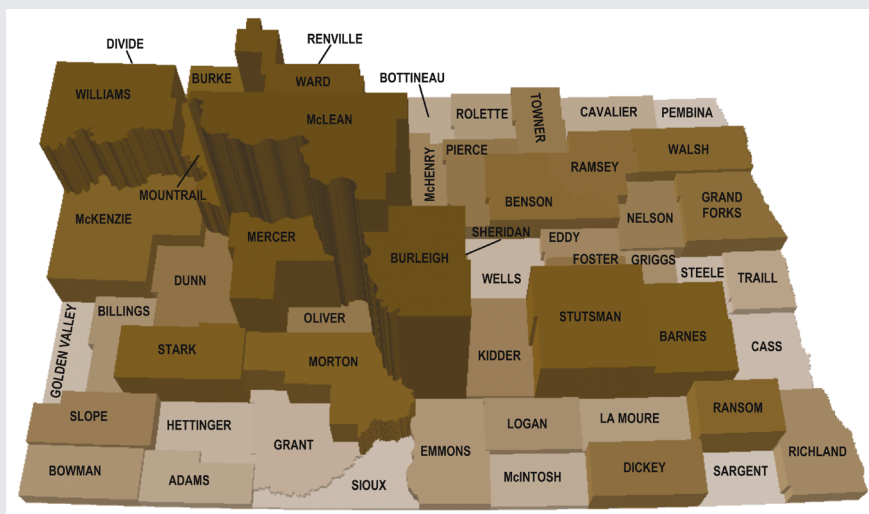 DIVIDE
RENVILLE
BURKE
WARD
BOTTINEAU
WILLIAMS
McLEAN
ROLETTE
TOWNER
CAVALIER
PEMBINA
MOUNTRAIL
McHENRY
PIERCE
RAMSEY
WALSH
McKENZIE
BENSON
NELSON
GRAND
FORKS
MERCER
SHERIDAN
EDDY
DUNN
BURLEIGH
WELLS
FOSTER
GRIGGS
STEELE
TRAILL
GOLDEN VALLEY
BILLINGS
OLIVER
STUTSMAN
BARNES
STARK
MORTON
KIDDER
CASS
SLOPE
HETTINGER
GRANT
EMMONS
LOGAN
LA MOURE
RANSOM
RICHLAND
BOWMAN
ADAMS
SIOUX
McINTOSH
DICKEY
SARGENT